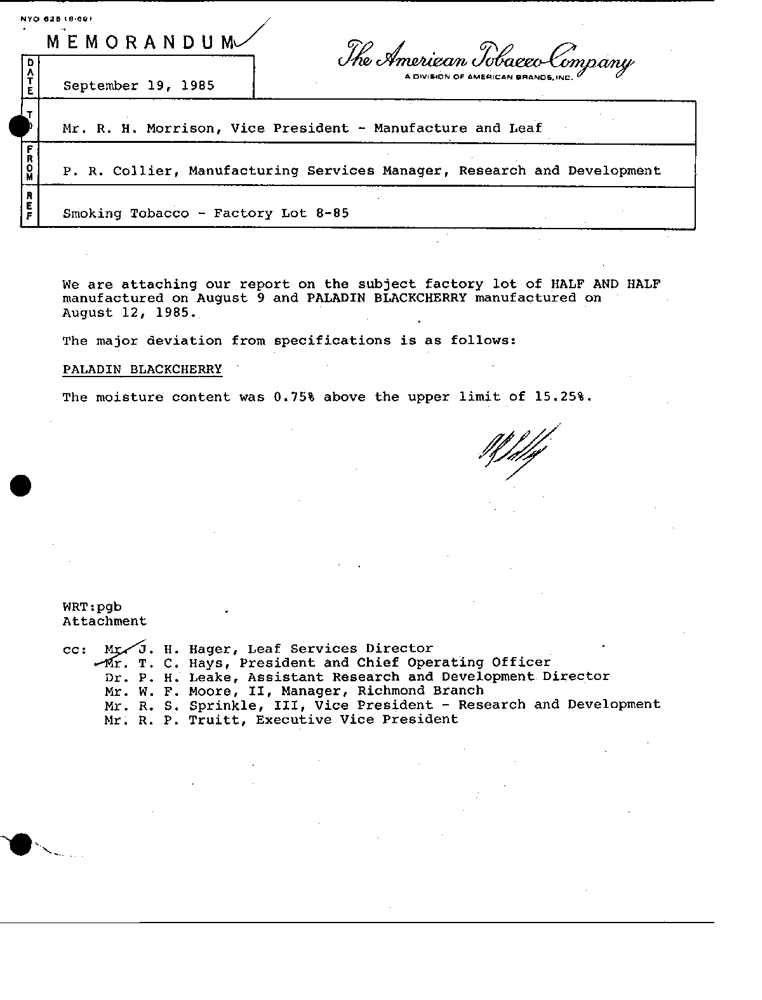 NYO 628 (8-69)
MEMORANDUM
The American Tobacco Company
A DIVISION OF AMERICAN BRANDS, INC.
DATE
September 19, 1985
TO
Mr. R. H. Morrison, Vice President - Manufacture and Leaf
FROM
P. R. Collier, Manufacturing Services Manager, Research and Development
REF
Smoking Tobacco - Factory Lot 8-85
We are attaching our report on the subject factory lot of HALF AND HALF
manufactured on August 9 and PALADIN BLACKCHERRY manufactured on
August 12, 1985.
The major deviation from specifications is as follows:
PALADIN BLACKCHERRY
The moisture content was 0.75% above the upper limit of 15.25%.
WRT:pgb
Attachment
cc: Mr. J. H. Hager, Leaf Services Director
Mr. T. C. Hays, President and Chief Operating Officer
Dr. P. H. Leake, Assistant Research and Development Director
Mr. W. F. Moore, II, Manager, Richmond Branch
Mr. R. S. Sprinkle, III, Vice President - Research and Development
Mr. R. P. Truitt, Executive Vice President